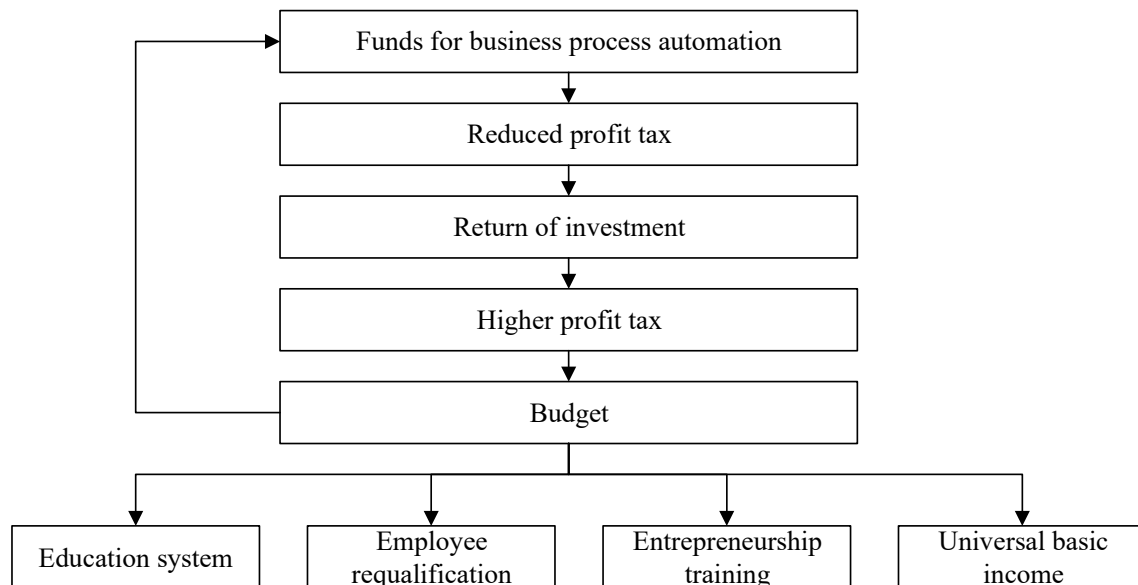 Funds for business process automation
Reduced profit tax
Return of investment
Higher profit tax
Budget
Education system
Employee
requalification
Entrepreneurship
training
Universal basic
income